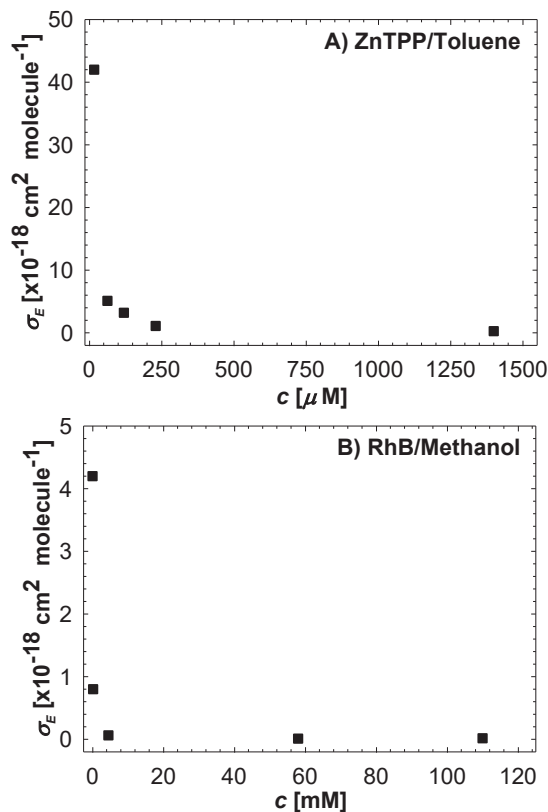 50
A) ZnTPP/Toluene
40
30
20
10
0
σE [x10-18 cm2 molecule-1]
0 250 500 750 1000 1250 1500
c [μ M]
5
B) RhB/Methanol
4
3
2
1
0
σE [x10-18 cm2 molecule-1]
0 20 40 60 80 100 120
c [mM]